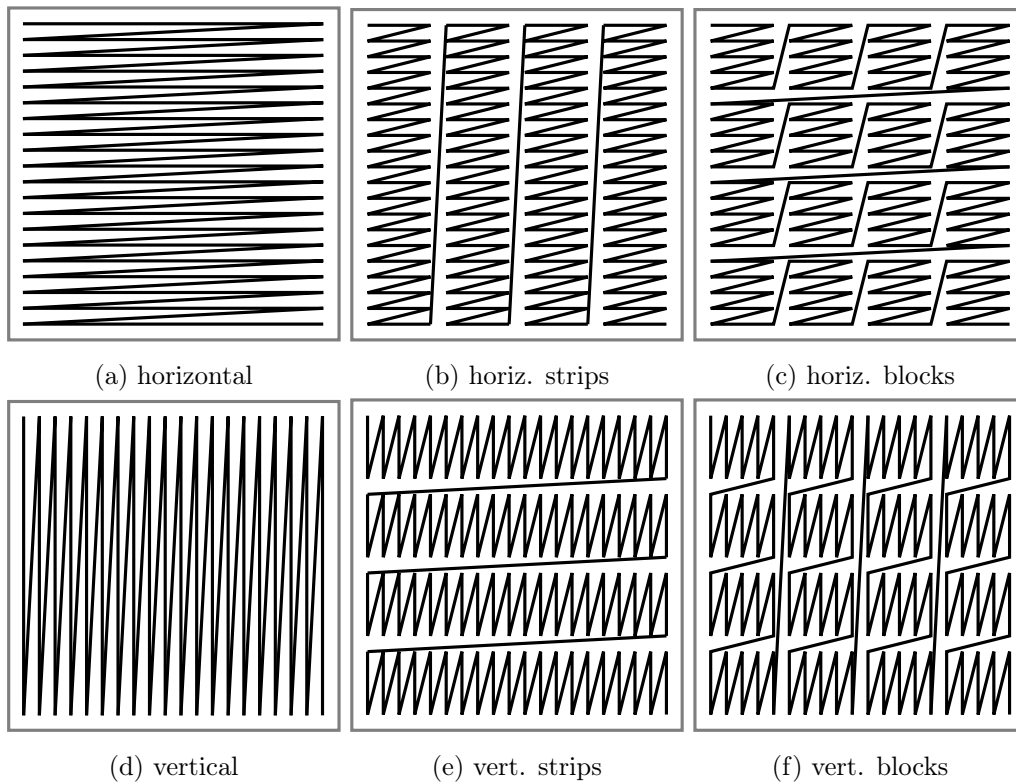 (a) horizontal
(b) horiz. strips
(c) horiz. blocks
(d) vertical
(e) vert. strips
(f) vert. blocks